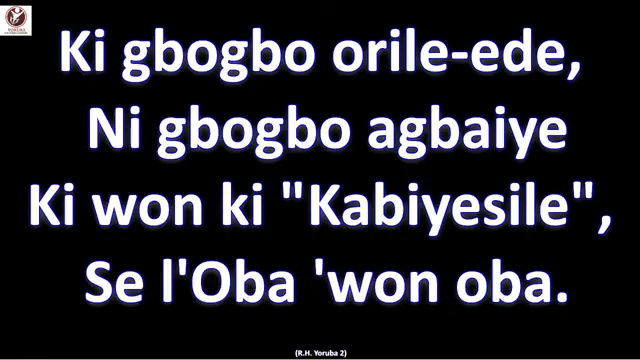 Ki gbogbo orile-ede,
Ni gbogbo agbaiye
Ki won ki "Kabiyesile",
Se l'Oba 'won oba.
(R.H. Yoruba 2)